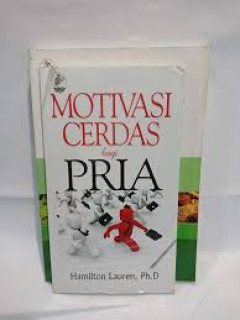 MOTIVASI
CERDAS
bagi
PRIA
Hamilton Lauren, Ph.D